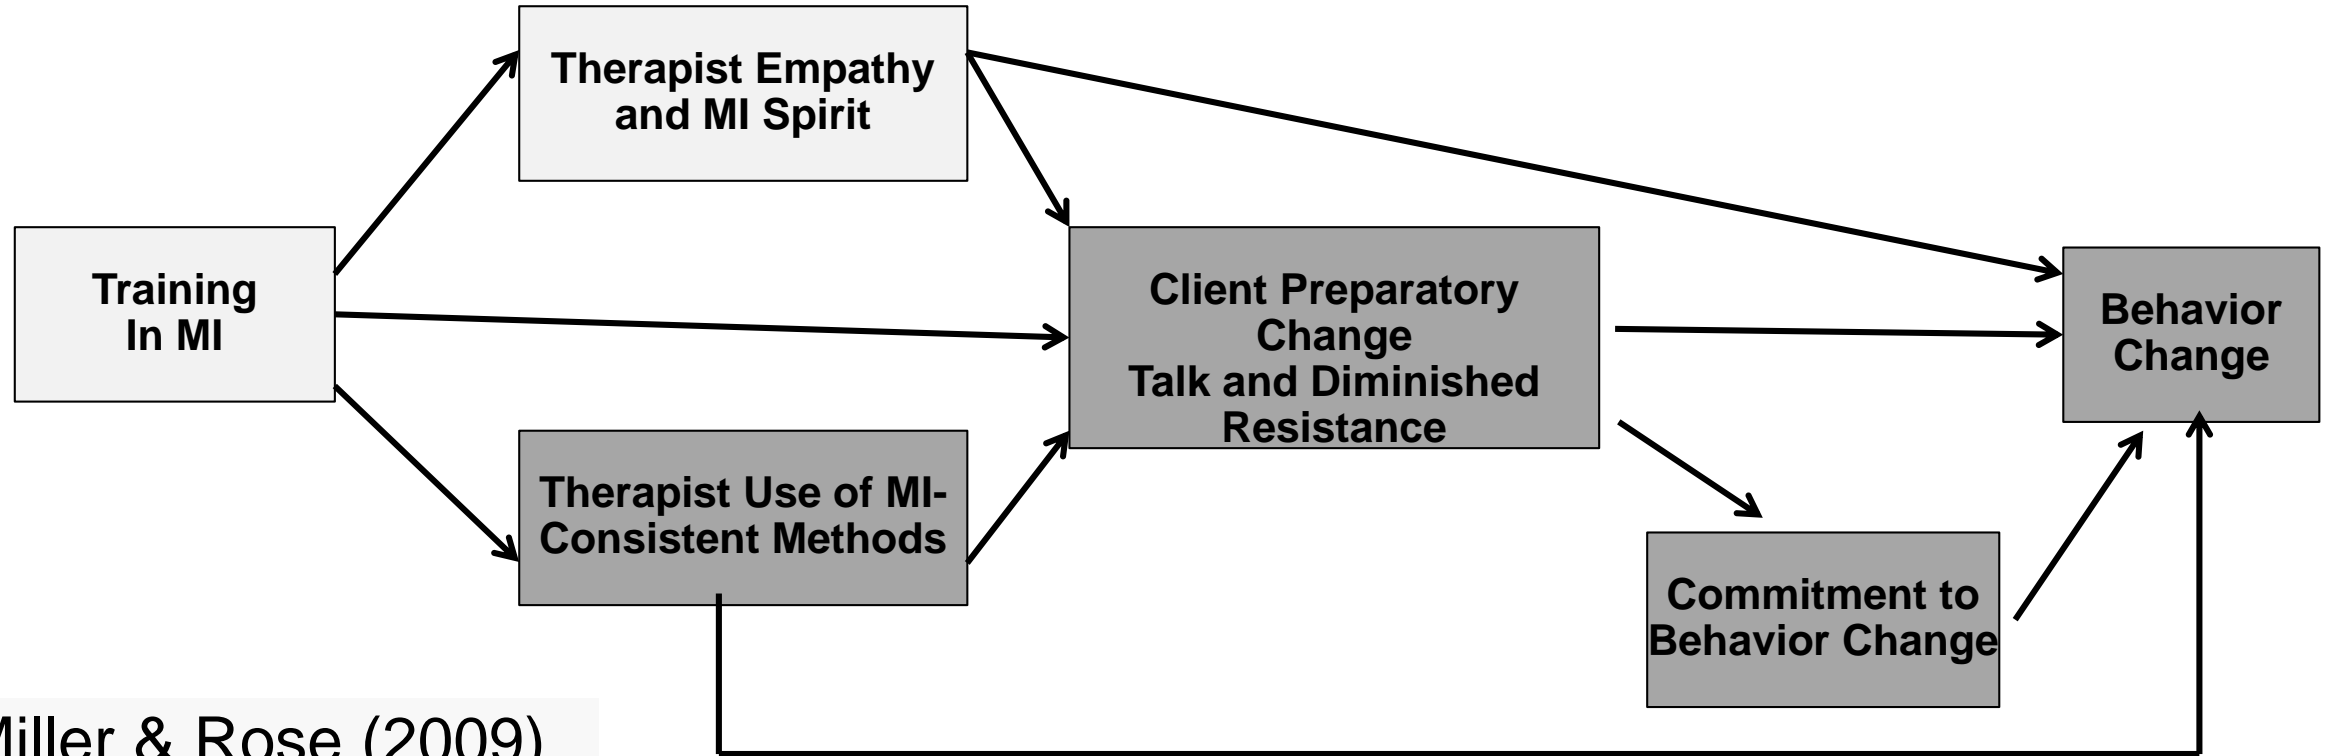 Therapist Empathy
and MI Spirit
Training
In MI
Client Preparatory
Change
Talk and Diminished
Resistance
Behavior
Change
Therapist Use of MI-
Consistent Methods
Commitment to
Behavior Change
Miller & Rose (2009)